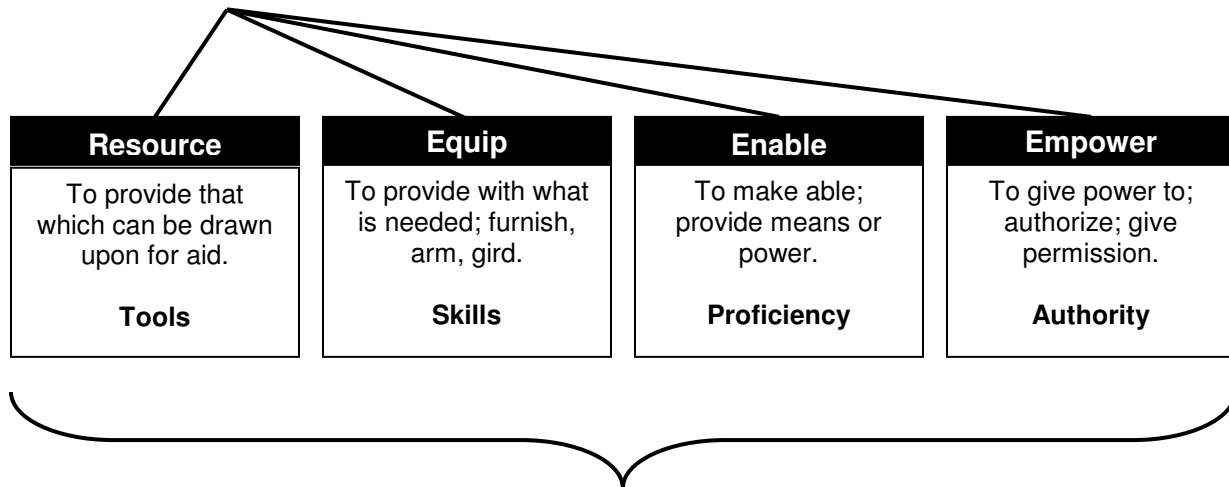 Resource
To provide that
which can be drawn
upon for aid.
Tools
Equip
To provide with what
is needed; furnish,
arm, gird.
Skills
Enable
To make able;
provide means or
power.
Proficiency
Empower
To give power to;
authorize; give
permission.
Authority